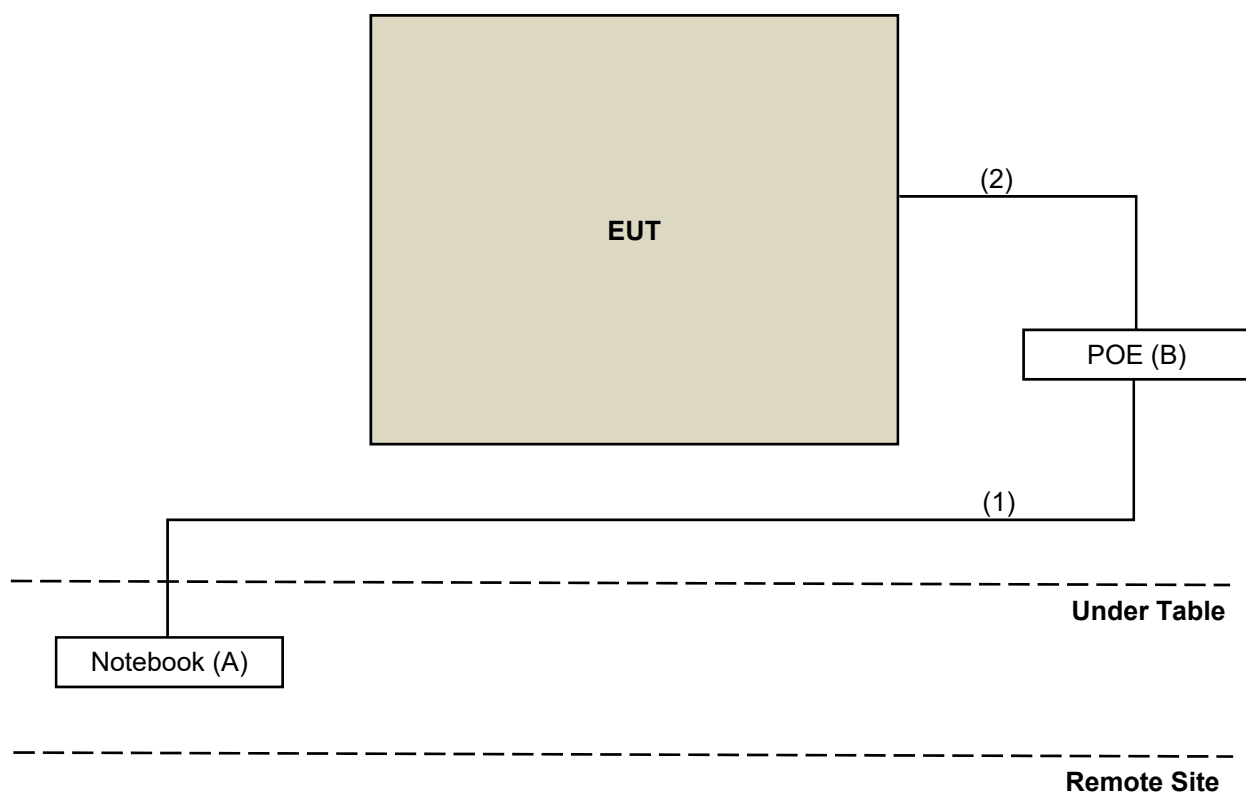 (2)
EUT
POE (B)
(1)
Under Table
Notebook (A)
Remote Site